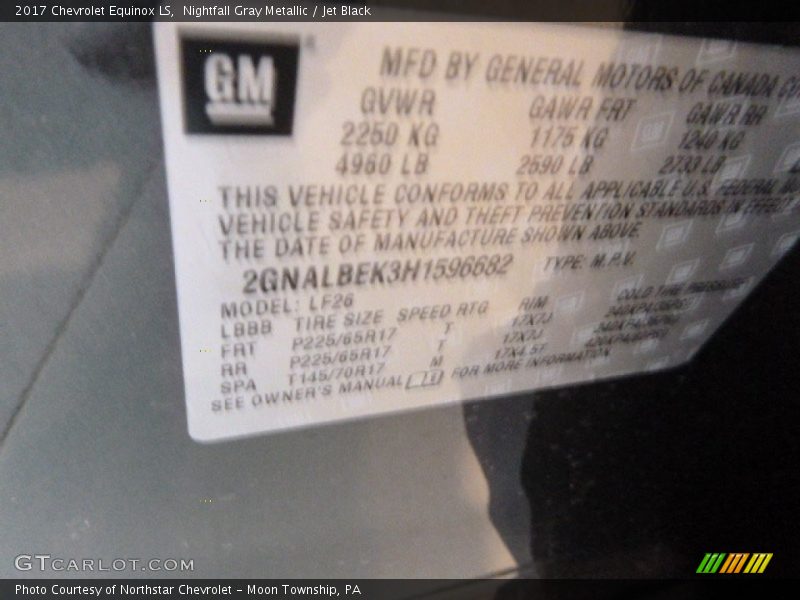 2017 Chevrolet Equinox LS,  Nightfall Gray Metallic / Jet Black
GM
MFD BY GENERAL MOTORS OF CANADA
GVWR GAWR FRT GAWR RR
2250 KG 1175 KG 1240 KG
4960 LB 2590 LB 2733 LB
THIS VEHICLE CONFORMS TO ALL APPLICABLE U.S. FEDERAL
VEHICLE SAFETY AND THEFT PREVENTION STANDARDS IN EFFECT
THE DATE OF MANUFACTURE SHOWN ABOVE.
2GNALBEK3H1596682 TYPE: M.P.V.
MODEL: LF26
LBBB TIRE SIZE SPEED RTG RIM COLD TIRE PRESSURE
FRT P225/65R17 T 17X7J
RR P225/65R17 T 17X7J
SPA T145/70R17 M 17X4.5T
SEE OWNER'S MANUAL FOR MORE INFORMATION
GTCARLOT.COM
Photo Courtesy of Northstar Chevrolet - Moon Township, PA